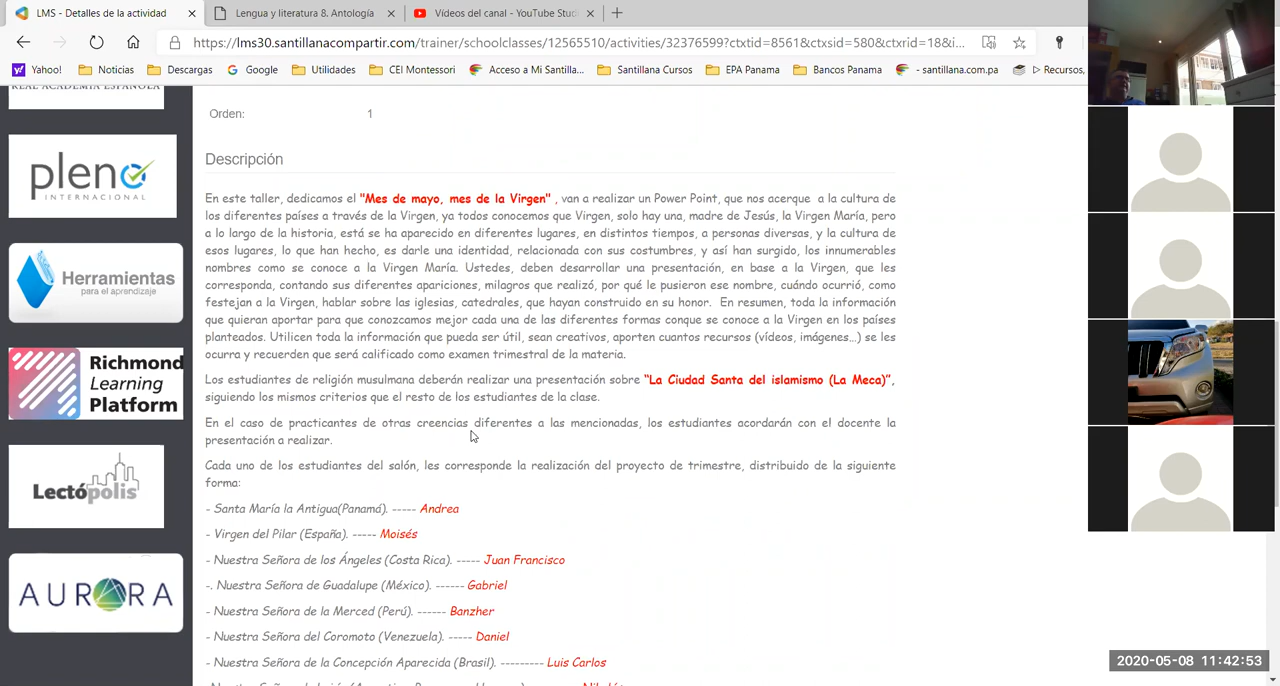 LMS - Detalles de la actividad
Lengua y literatura 8. Antología
Vídeos del canal - YouTube Stud
https://lms30.santillanacompartir.com/trainer/schoolclasses/12565510/activities/32376599?ctxtid=8561&ctxsid=580&ctxrid=18&i...
Yahoo! Noticias Descargas Google Utilidades CEI Montessori Acceso a Mi Santilla... Santillana Cursos EPA Panama Bancos Panama - santillana.com.pa Recursos,
REAL ACADEMIA ESPAÑOLA
pleno
INTERNACIONAL
Herramientas
para el aprendizaje
Richmond
Learning
Platform
Lectópolis
AURORA
Orden: 1
Descripción
En este taller, dedicamos el "Mes de mayo, mes de la Virgen" , van a realizar un Power Point, que nos acerque a la cultura de
los diferentes países a través de la Virgen, ya todos conocemos que Virgen, solo hay una, madre de Jesús, la Virgen María, pero
a lo largo de la historia, está se ha aparecido en diferentes lugares, en distintos tiempos, a personas diversas, y la cultura de
esos lugares, lo que han hecho, es darle una identidad, relacionada con sus costumbres, y así han surgido, los innumerables
nombres como se conoce a la Virgen María. Ustedes, deben desarrollar una presentación, en base a la Virgen, que les
corresponda, contando sus diferentes apariciones, milagros que realizó, por qué le pusieron ese nombre, cuándo ocurrió, como
festejan a la Virgen, hablar sobre las iglesias, catedrales, que hayan construido en su honor. En resumen, toda la información
que quieran aportar para que conozcamos mejor cada una de las diferentes formas conque se conoce a la Virgen en los países
planteados. Utilicen toda la información que pueda ser útil, sean creativos, aporten cuantos recursos (vídeos, imágenes...) se les
ocurra y recuerden que será calificado como examen trimestral de la materia.
Los estudiantes de religión musulmana deberán realizar una presentación sobre "La Ciudad Santa del islamismo (La Meca)",
siguiendo los mismos criterios que el resto de los estudiantes de la clase.
En el caso de practicantes de otras creencias diferentes a las mencionadas, los estudiantes acordarán con el docente la
presentación a realizar.
Cada uno de los estudiantes del salón, les corresponde la realización del proyecto de trimestre, distribuido de la siguiente
forma:
- Santa María la Antigua(Panamá). ----- Andrea
- Virgen del Pilar (España). ----- Moisés
- Nuestra Señora de los Ángeles (Costa Rica). ----- Juan Francisco
-. Nuestra Señora de Guadalupe (México). ------ Gabriel
- Nuestra Señora de la Merced (Perú). ------ Banzher
- Nuestra Señora del Coromoto (Venezuela). ----- Daniel
- Nuestra Señora de la Concepción Aparecida (Brasil). --------- Luis Carlos
2020-05-08 11:42:53